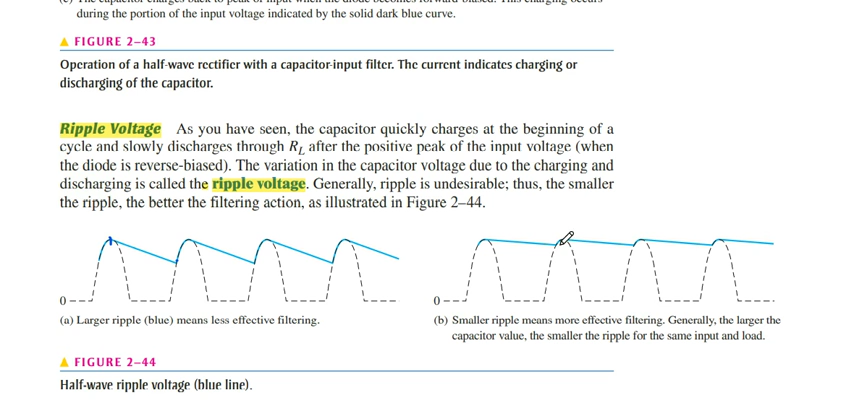 during the portion of the input voltage indicated by the solid dark blue curve.
▲ FIGURE 2–43
Operation of a half-wave rectifier with a capacitor-input filter. The current indicates charging or
discharging of the capacitor.
Ripple Voltage As you have seen, the capacitor quickly charges at the beginning of a
cycle and slowly discharges through R_L after the positive peak of the input voltage (when
the diode is reverse-biased). The variation in the capacitor voltage due to the charging and
discharging is called the ripple voltage. Generally, ripple is undesirable; thus, the smaller
the ripple, the better the filtering action, as illustrated in Figure 2–44.
0
0
(a) Larger ripple (blue) means less effective filtering.
(b) Smaller ripple means more effective filtering. Generally, the larger the
capacitor value, the smaller the ripple for the same input and load.
▲ FIGURE 2–44
Half-wave ripple voltage (blue line).